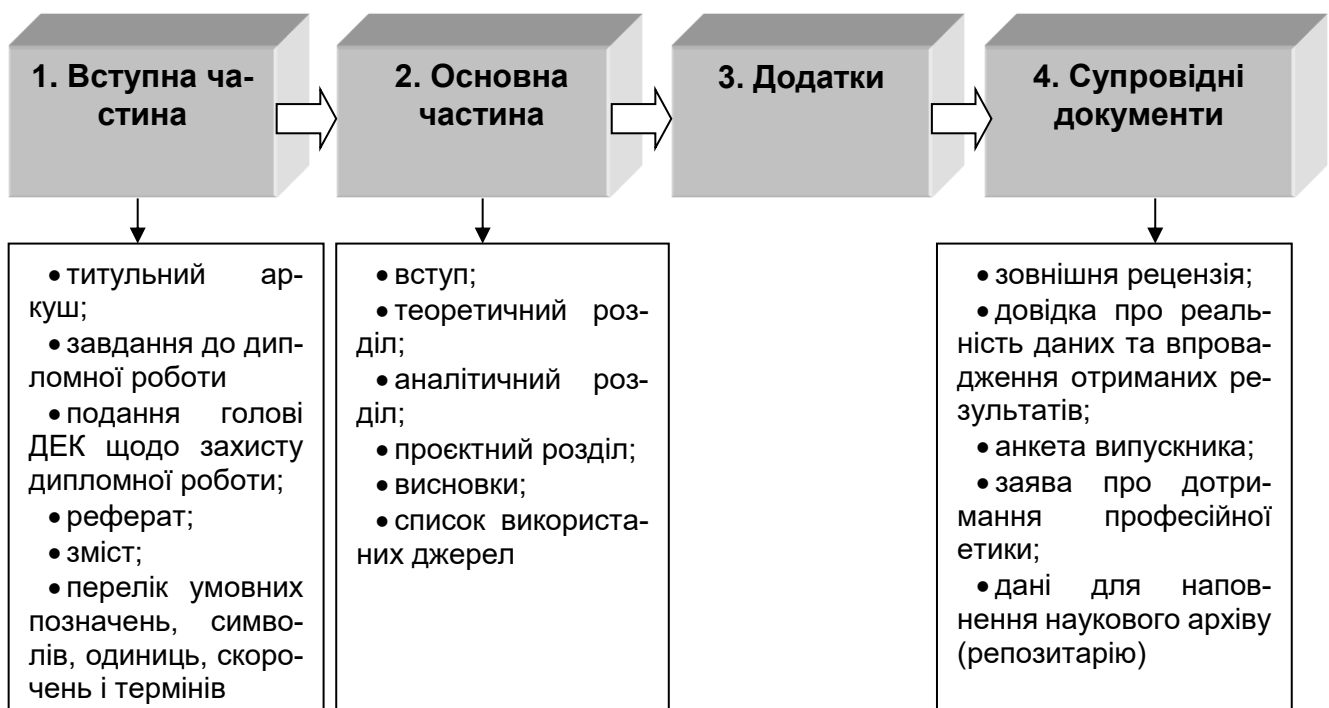 1. Вступна ча-
стина
2. Основна
частина
3. Додатки
4. Супровідні
документи
• титульний ар-
куш;
• завдання до дип-
ломної роботи
• подання голові
ДЕК щодо захисту
дипломної роботи;
• реферат;
• зміст;
• перелік умовних
позначень, симво-
лів, одиниць, скоро-
чень і термінів
• вступ;
• теоретичний роз-
діл;
• аналітичний роз-
діл;
• проєктний розділ;
• висновки;
• список використа-
них джерел
• зовнішня рецензія;
• довідка про реаль-
ність даних та впрова-
дження отриманих ре-
зультатів;
• анкета випускника;
• заява про дотри-
мання професійної
етики;
• дані для напов-
нення наукового архіву
(репозитарію)